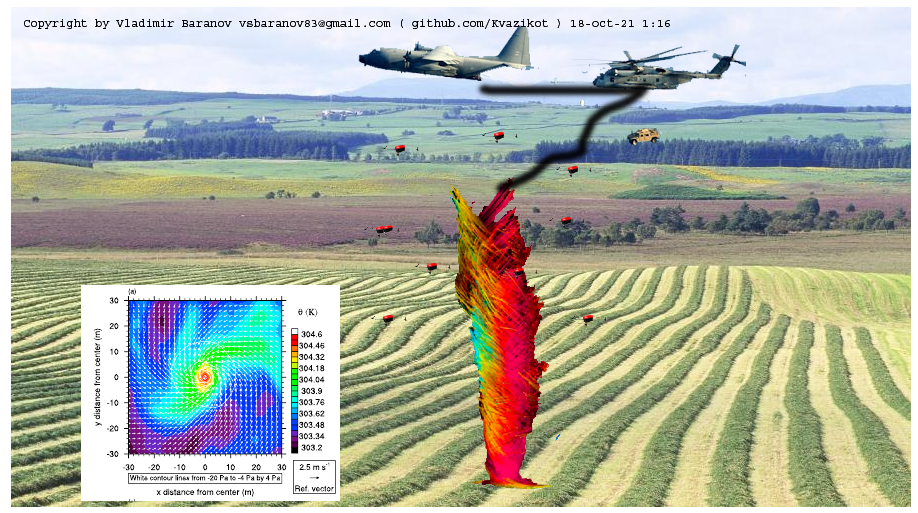 Copyright by Vladimir Baranov vsbaranov83@gmail.com ( github.com/Kvazikot ) 18-oct-21 1:16
(a)
30
20
10
0
-10
-20
-30
y distance from center (m)
-30 -20 -10 0 10 20 30
White contour lines from -20 Pa to -4 Pa by 4 Pa
x distance from center (m)
θ (K)
304.6
304.46
304.32
304.18
304.04
303.9
303.76
303.62
303.48
303.34
303.2
2.5 m s⁻¹
Ref. vector